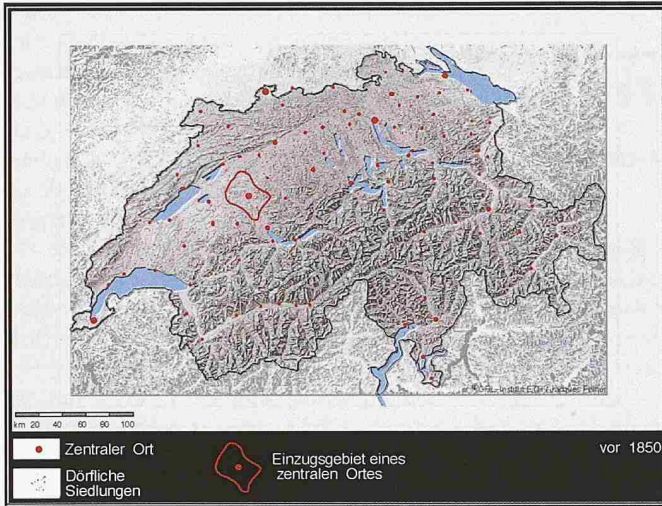 km 20 40 60 80 100
Zentraler Ort
Dörfliche
Siedlungen
Einzugsgebiet eines
zentralen Ortes
vor 1850